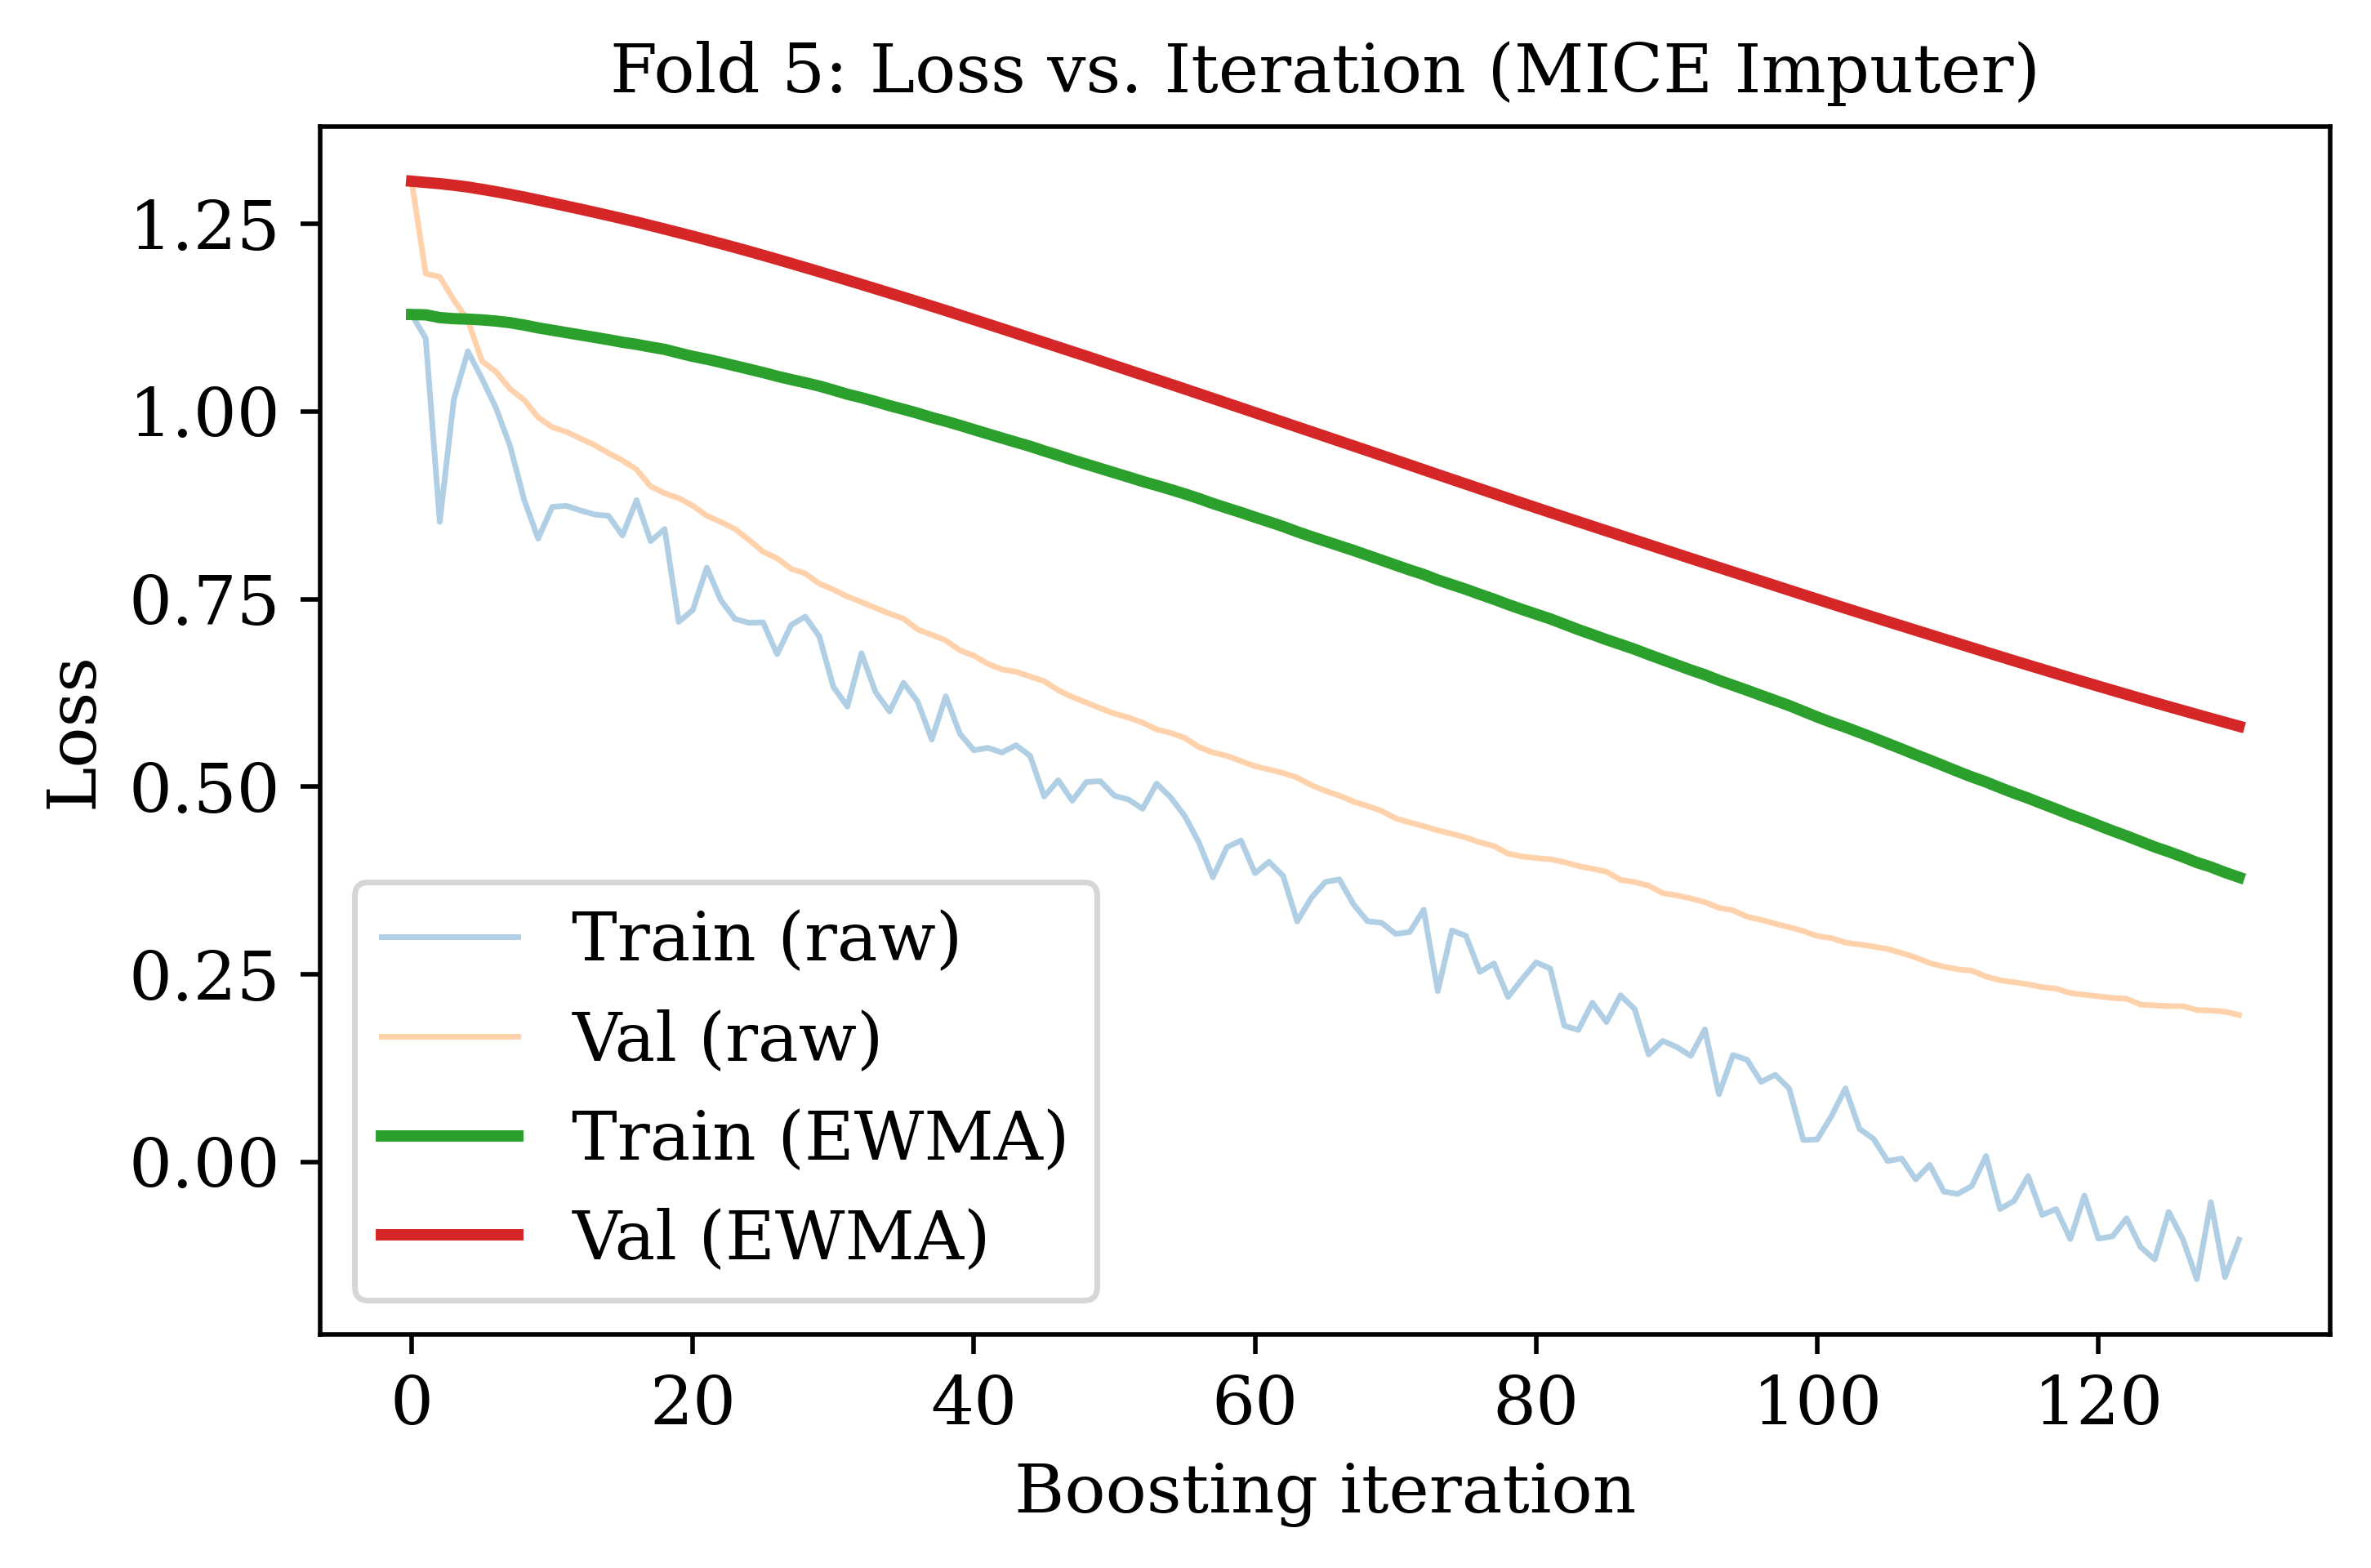 Fold 5: Loss vs. Iteration (MICE Imputer)
Loss
1.25
1.00
0.75
0.50
0.25
0.00
Train (raw)
Val (raw)
Train (EWMA)
Val (EWMA)
0 20 40 60 80 100 120
Boosting iteration